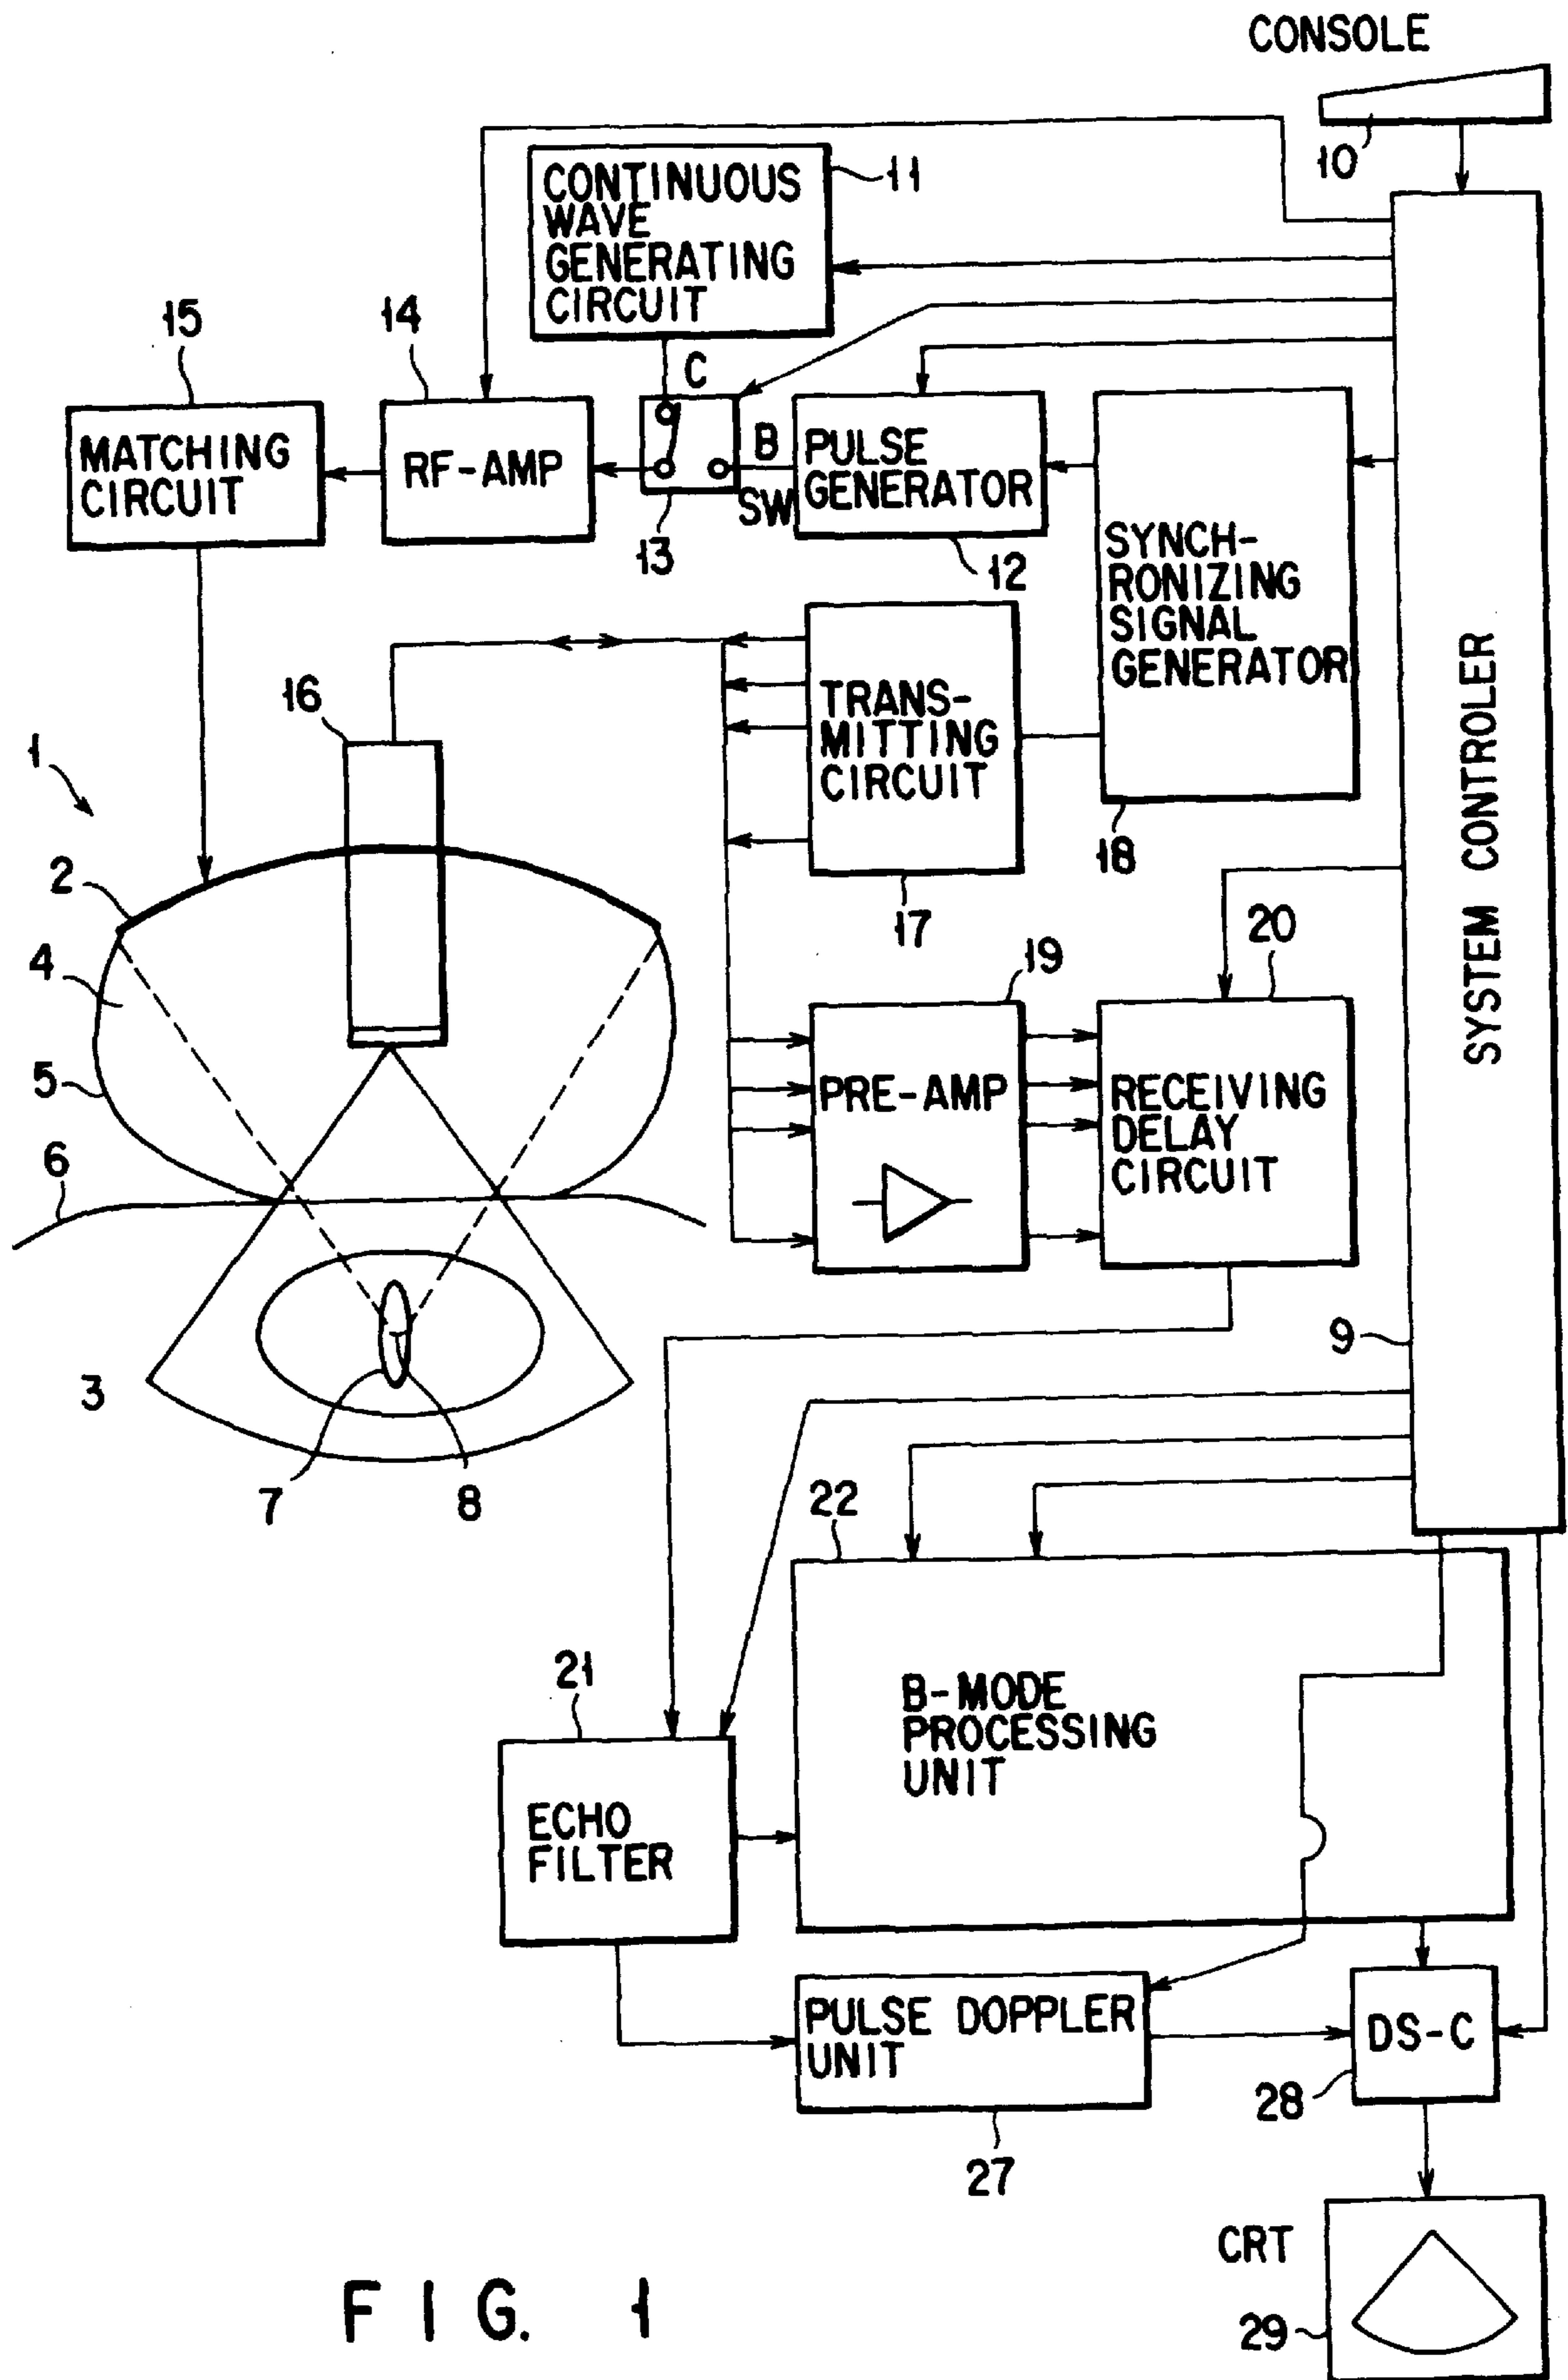 CONSOLE
10
CONTINUOUS
WAVE
GENERATING
CIRCUIT
11
15
14
C
MATCHING
CIRCUIT
RF-AMP
B
SW
13
PULSE
GENERATOR
12
SYNCH-
RONIZING
SIGNAL
GENERATOR
18
SYSTEM CONTROLER
16
TRANS-
MITTING
CIRCUIT
17
1
2
4
5
6
19
20
PRE-AMP
RECEIVING
DELAY
CIRCUIT
9
3
7
8
22
B-MODE
PROCESSING
UNIT
21
ECHO
FILTER
PULSE DOPPLER
UNIT
27
DS-C
28
CRT
29
FIG. 1